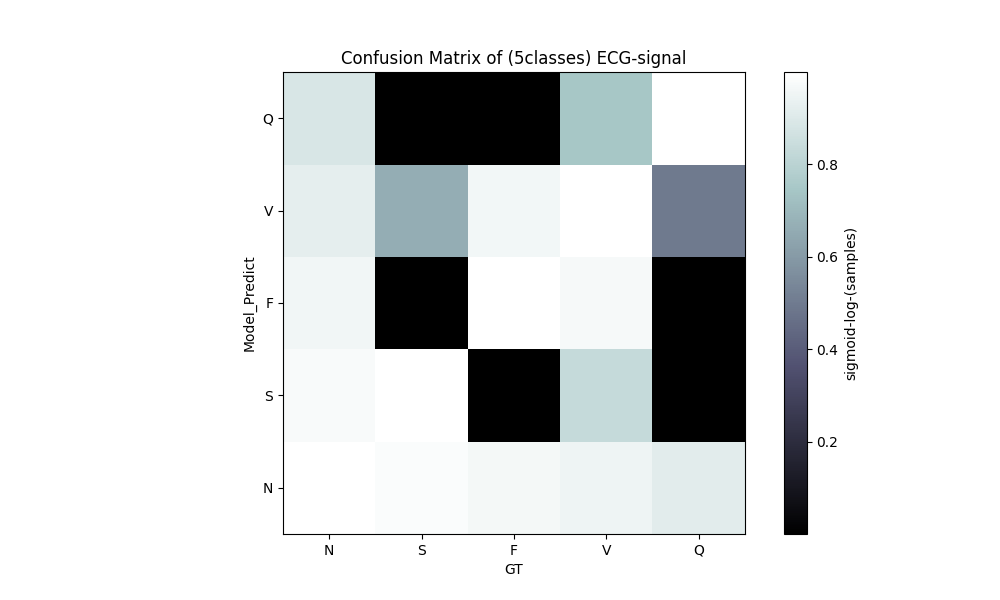 Confusion Matrix of (5classes) ECG-signal
Q
V
F
S
N
Model_Predict
N S F V Q
GT
0.8
0.6
0.4
0.2
sigmoid-log-(samples)